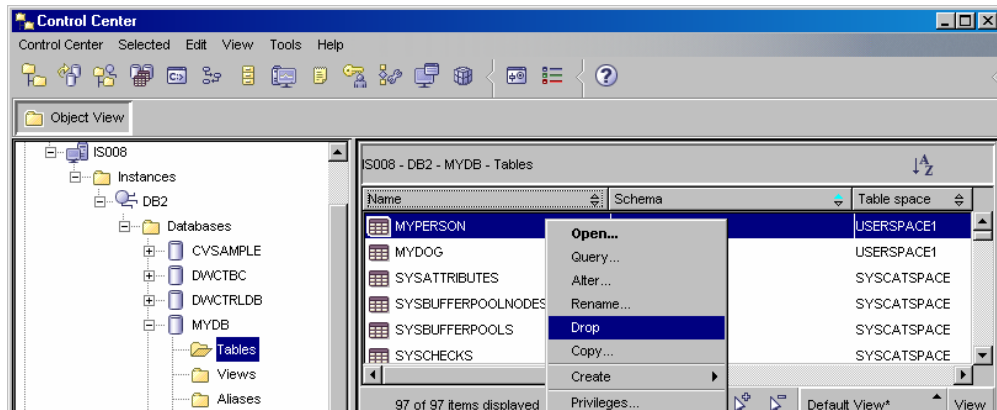 Control Center
Control Center Selected Edit View Tools Help
Object View
IS008
Instances
DB2
Databases
CVSAMPLE
DWCTBC
DWCTRLDB
MYDB
Tables
Views
Aliases
IS008 - DB2 - MYDB - Tables
Name Schema Table space
MYPERSON USERSPACE1
MYDOG USERSPACE1
SYSATTRIBUTES SYSCATSPACE
SYSBUFFERPOOLNODES SYSCATSPACE
SYSBUFFERPOOLS SYSCATSPACE
SYSCHECKS SYSCATSPACE
Open...
Query...
Alter...
Rename...
Drop
Copy...
Create
Privileges...
97 of 97 items displayed Default View* View